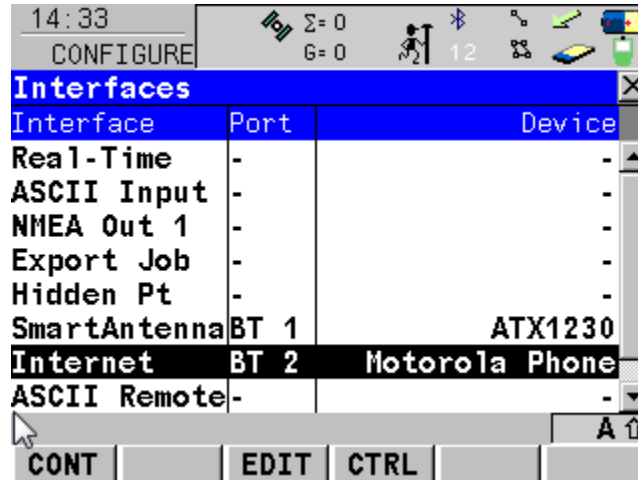 14:33 Σ= 0
CONFIGURE G= 0 12
Interfaces
Interface Port Device
Real-Time - -
ASCII Input - -
NMEA Out 1 - -
Export Job - -
Hidden Pt - -
SmartAntenna BT 1 ATX1230
Internet BT 2 Motorola Phone
ASCII Remote - -
A
CONT EDIT CTRL